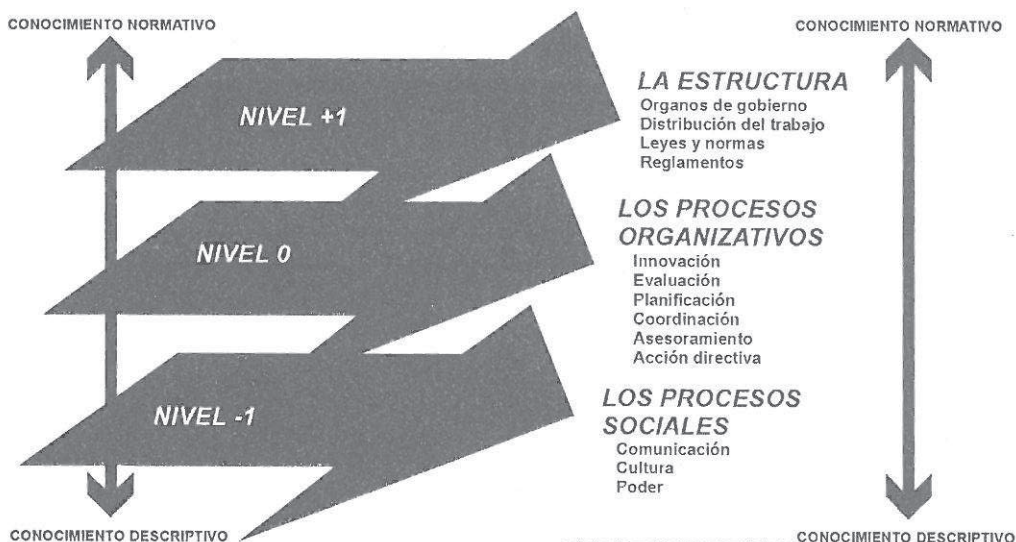 CONOCIMIENTO NORMATIVO
CONOCIMIENTO NORMATIVO
NIVEL +1
LA ESTRUCTURA
Organos de gobierno
Distribución del trabajo
Leyes y normas
Reglamentos
NIVEL 0
LOS PROCESOS
ORGANIZATIVOS
Innovación
Evaluación
Planificación
Coordinación
Asesoramiento
Acción directiva
NIVEL -1
LOS PROCESOS
SOCIALES
Comunicación
Cultura
Poder
CONOCIMIENTO DESCRIPTIVO
CONOCIMIENTO DESCRIPTIVO